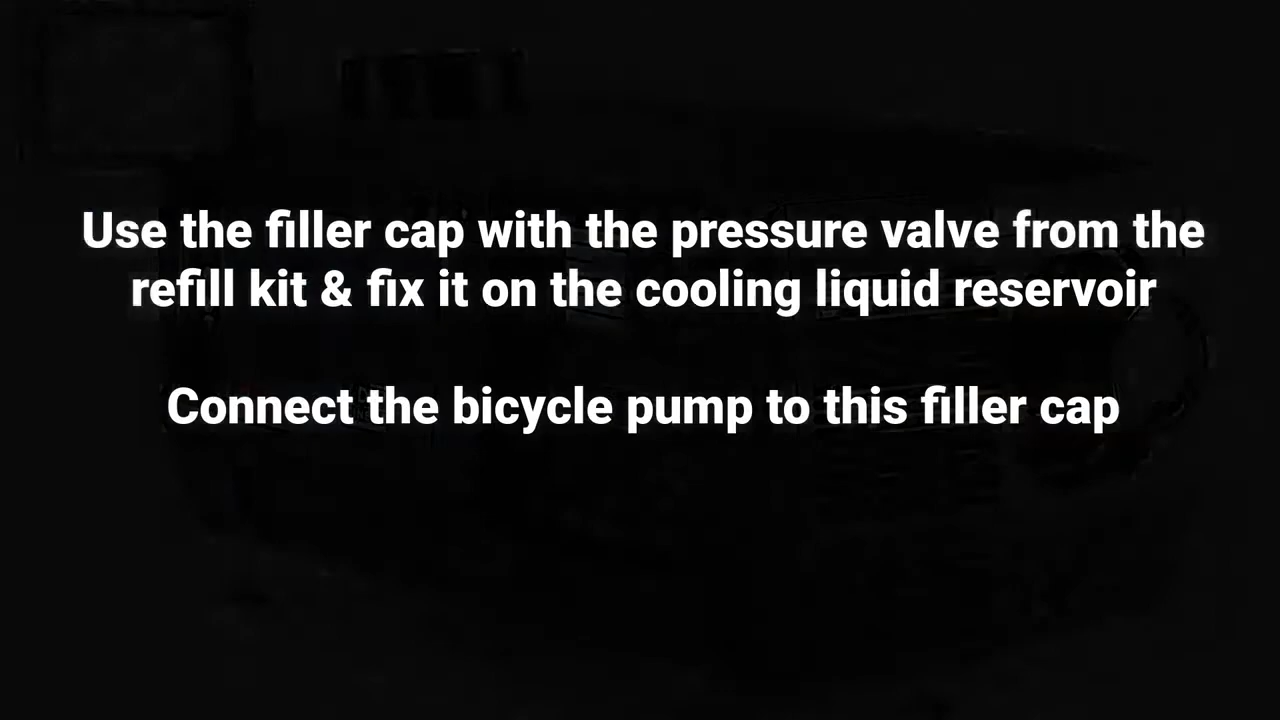 Use the filler cap with the pressure valve from the
refill kit & fix it on the cooling liquid reservoir
Connect the bicycle pump to this filler cap